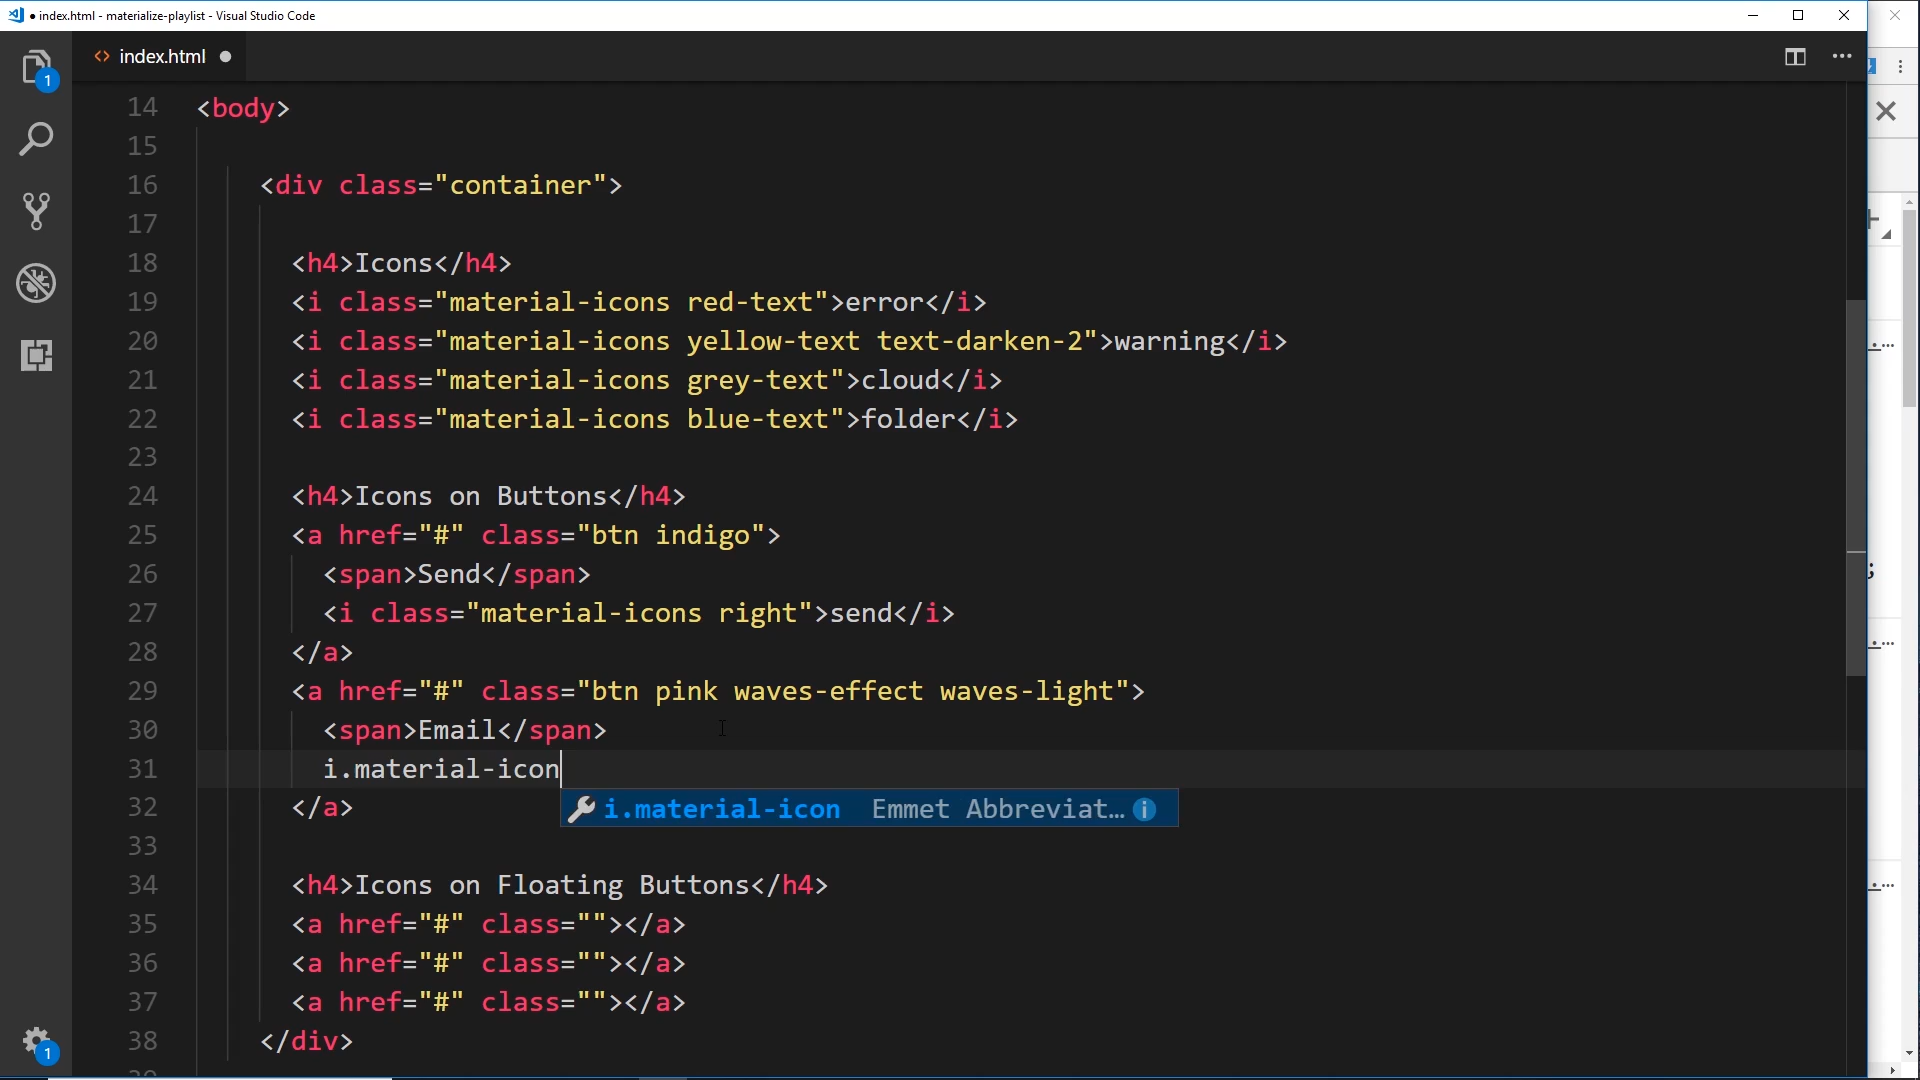 ● index.html - materialize-playlist - Visual Studio Code
<> index.html ●
1
14 <body>
15
16 <div class="container">
17
18 <h4>Icons</h4>
19 <i class="material-icons red-text">error</i>
20 <i class="material-icons yellow-text text-darken-2">warning</i>
21 <i class="material-icons grey-text">cloud</i>
22 <i class="material-icons blue-text">folder</i>
23
24 <h4>Icons on Buttons</h4>
25 <a href="#" class="btn indigo">
26 <span>Send</span>
27 <i class="material-icons right">send</i>
28 </a>
29 <a href="#" class="btn pink waves-effect waves-light">
30 <span>Email</span>
31 i.material-icon
i.material-icon Emmet Abbreviat…
32 </a>
33
34 <h4>Icons on Floating Buttons</h4>
35 <a href="#" class=""></a>
36 <a href="#" class=""></a>
37 <a href="#" class=""></a>
38 </div>
1